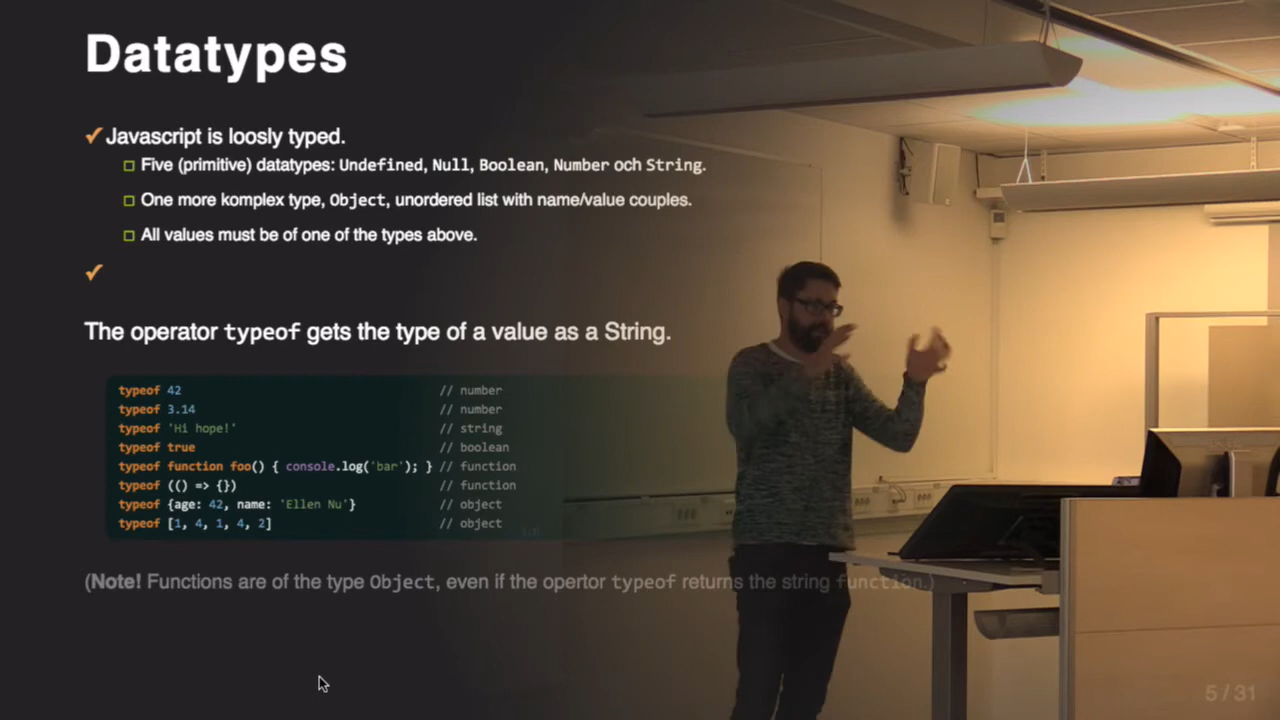 Datatypes
✔ Javascript is loosly typed.
Five (primitive) datatypes: Undefined, Null, Boolean, Number och String.
One more komplex type, Object, unordered list with name/value couples.
All values must be of one of the types above.
✔
The operator typeof gets the type of a value as a String.
typeof 42 // number
typeof 3.14 // number
typeof 'Hi hope!' // string
typeof true // boolean
typeof function foo() { console.log('bar'); } // function
typeof (() => {}) // function
typeof {age: 42, name: 'Ellen Nu'} // object
typeof [1, 4, 1, 4, 2] // object
(Note! Functions are of the type Object, even if the opertor typeof returns the string function.)
5 / 31